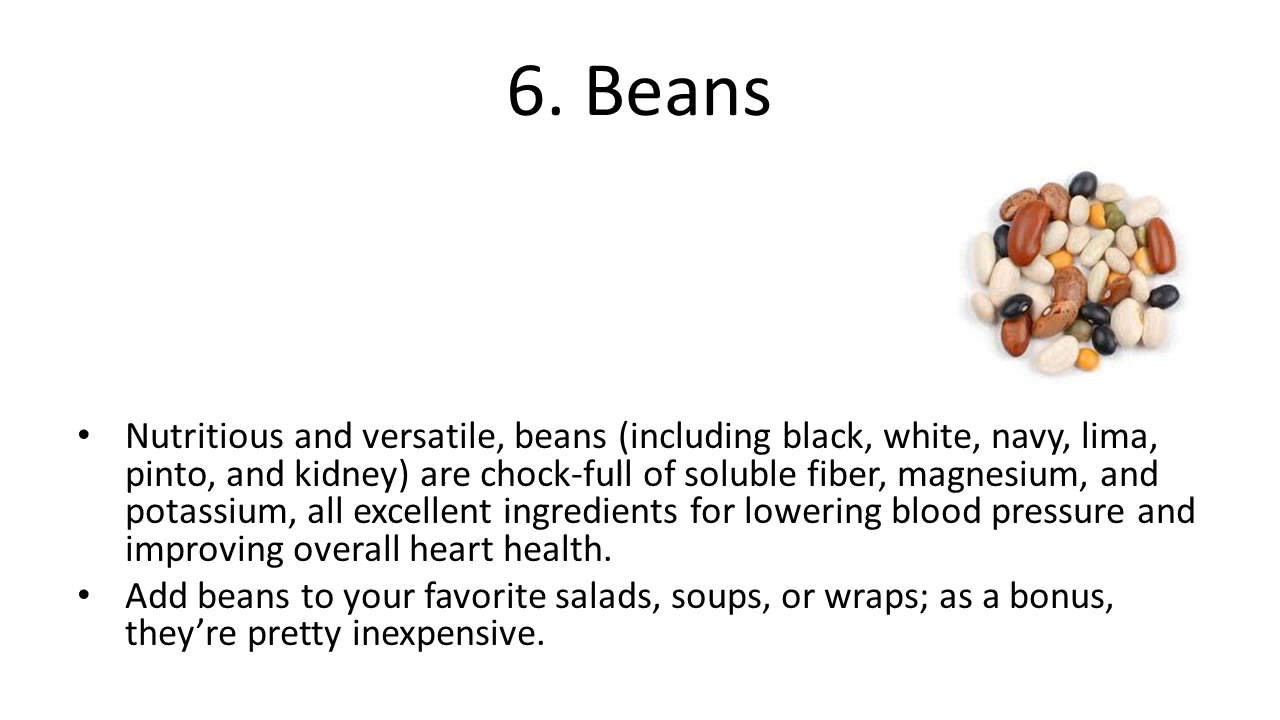 6. Beans
• Nutritious and versatile, beans (including black, white, navy, lima,
pinto, and kidney) are chock-full of soluble fiber, magnesium, and
potassium, all excellent ingredients for lowering blood pressure and
improving overall heart health.
• Add beans to your favorite salads, soups, or wraps; as a bonus,
they’re pretty inexpensive.